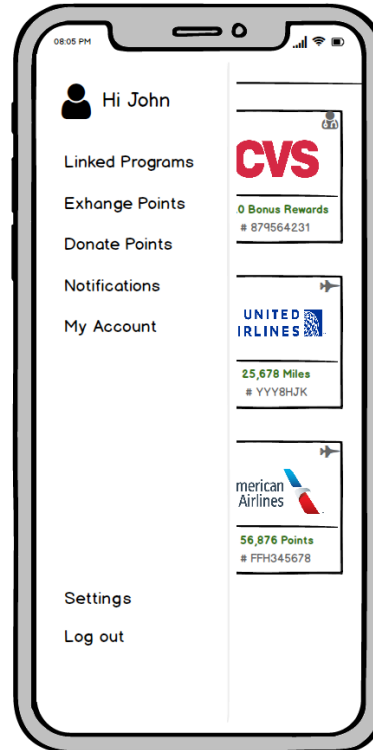 08:05 PM
Hi John
Linked Programs
Exhange Points
Donate Points
Notifications
My Account
Settings
Log out
CVS
.0 Bonus Rewards
# 879564231
UNITED
IRLINES
25,678 Miles
# YYY8HJK
merican
Airlines
56,876 Points
# FFH345678